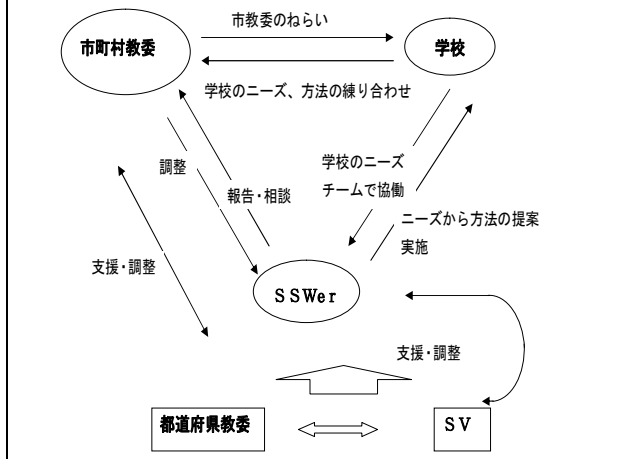 市教委のねらい
市町村教委
学校
学校のニーズ、方法の練り合わせ
調整
学校のニーズ
チームで協働
報告・相談
ニーズから方法の提案
実施
支援・調整
SSWer
支援・調整
都道府県教委
SV